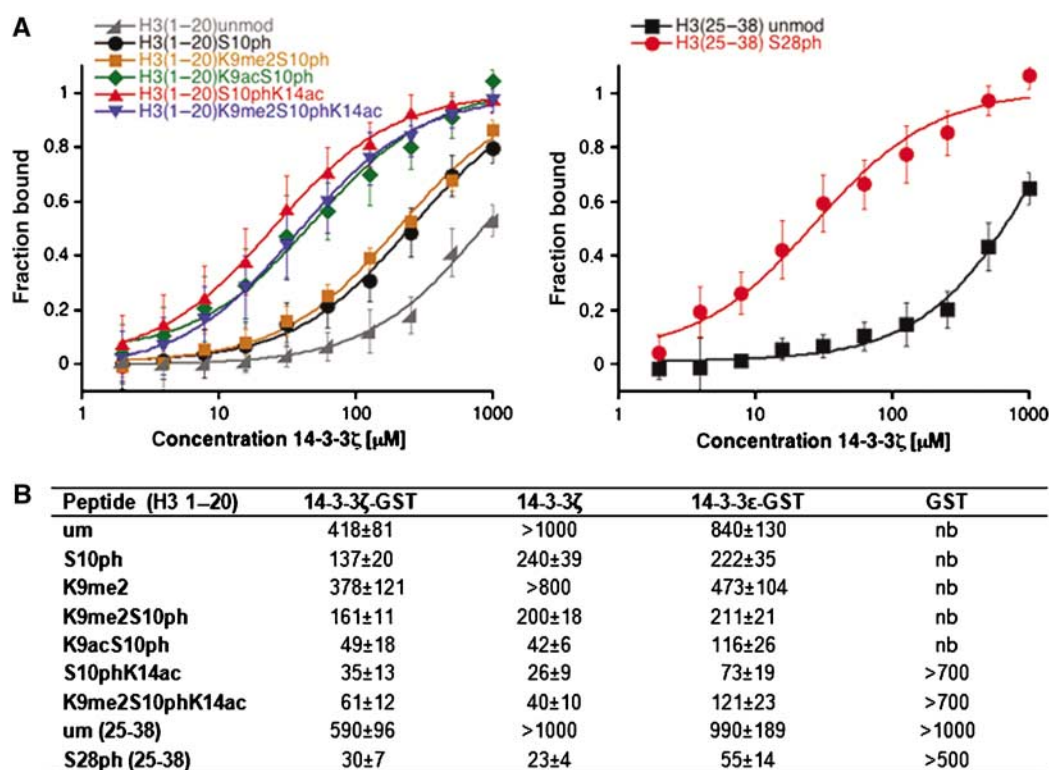 A
H3(1–20)unmod
H3(1–20)S10ph
H3(1–20)K9me2S10ph
H3(1–20)K9acS10ph
H3(1–20)S10phK14ac
H3(1–20)K9me2S10phK14ac
Fraction bound
1
0.8
0.6
0.4
0.2
0
1 10 100 1000
Concentration 14-3-3ζ [µM]
H3(25–38) unmod
H3(25–38) S28ph
Fraction bound
1
0.8
0.6
0.4
0.2
0
1 10 100 1000
Concentration 14-3-3ζ [µM]
B
Peptide (H3 1–20) 14-3-3ζ-GST 14-3-3ζ 14-3-3ε-GST GST
um 418±81 >1000 840±130 nb
S10ph 137±20 240±39 222±35 nb
K9me2 378±121 >800 473±104 nb
K9me2S10ph 161±11 200±18 211±21 nb
K9acS10ph 49±18 42±6 116±26 nb
S10phK14ac 35±13 26±9 73±19 >700
K9me2S10phK14ac 61±12 40±10 121±23 >700
um (25-38) 590±96 >1000 990±189 >1000
S28ph (25-38) 30±7 23±4 55±14 >500